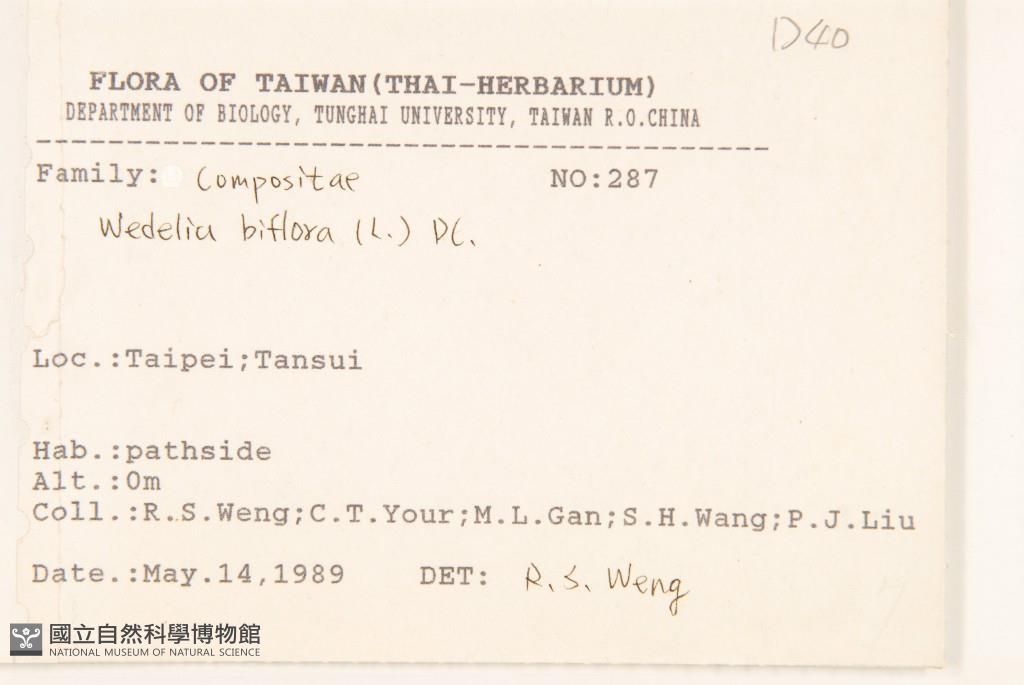 D40
FLORA OF TAIWAN(THAI-HERBARIUM)
DEPARTMENT OF BIOLOGY, TUNGHAI UNIVERSITY, TAIWAN R.O.CHINA
Family: Compositae NO:287
Wedelia biflora (L.) DC.
Loc.:Taipei;Tansui
Hab.:pathside
Alt.:0m
Coll.:R.S.Weng;C.T.Your;M.L.Gan;S.H.Wang;P.J.Liu
Date.:May.14,1989 DET: R.S. Weng
國立自然科學博物館
NATIONAL MUSEUM OF NATURAL SCIENCE